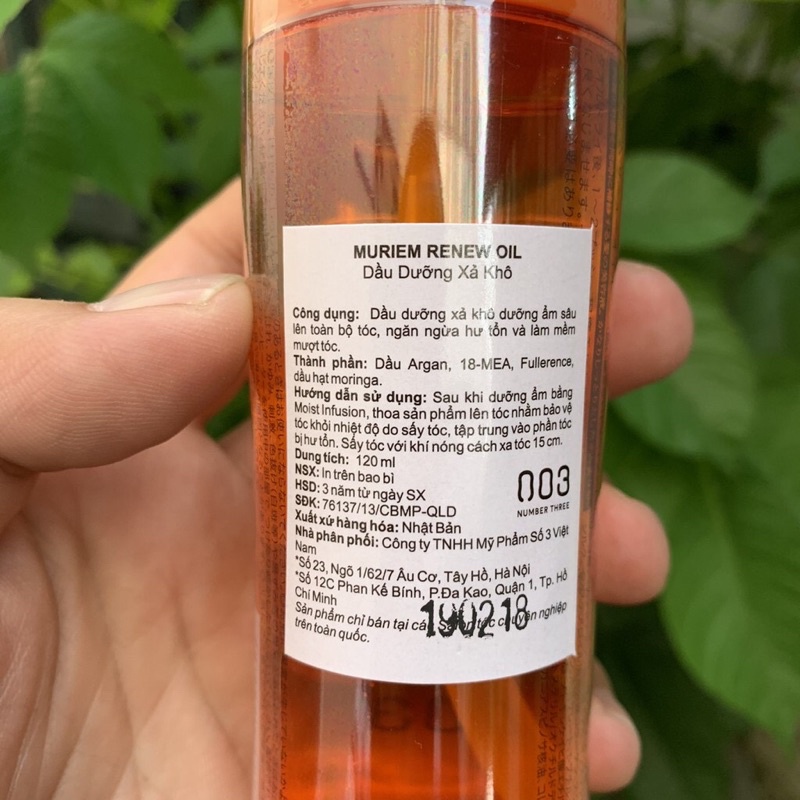 MURIEM RENEW OIL
Dầu Dưỡng Xả Khô
Công dụng: Dầu dưỡng xả khô dưỡng ẩm sâu
lên toàn bộ tóc, ngăn ngừa hư tổn và làm mềm
mượt tóc.
Thành phần: Dầu Argan, 18-MEA, Fullerence,
dầu hạt moringa.
Hướng dẫn sử dụng: Sau khi dưỡng ẩm bằng
Moist Infusion, thoa sản phẩm lên tóc nhằm bảo vệ
tóc khỏi nhiệt độ do sấy tóc, tập trung vào phần tóc
bị hư tổn. Sấy tóc với khí nóng cách xa tóc 15 cm.
Dung tích: 120 ml
NSX: In trên bao bì
HSD: 3 năm từ ngày SX
SĐK: 76137/13/CBMP-QLD
003
NUMBER THREE
Xuất xứ hàng hóa: Nhật Bản
Nhà phân phối: Công ty TNHH Mỹ Phẩm Số 3 Việt
Nam
*Số 23, Ngõ 1/62/7 Âu Cơ, Tây Hồ, Hà Nội
*Số 12C Phan Kế Bính, P.Đa Kao, Quận 1, Tp. Hồ
Chí Minh
190218
Sản phẩm chỉ bán tại các Salon tóc chuyên nghiệp
trên toàn quốc.